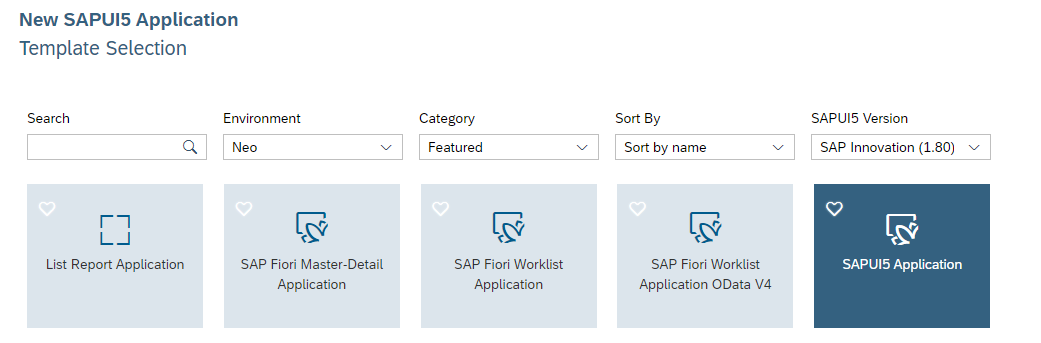 New SAPUI5 Application
Template Selection
Search
Environment
Category
Sort By
SAPUI5 Version
Neo
Featured
Sort by name
SAP Innovation (1.80)
List Report Application
SAP Fiori Master-Detail
Application
SAP Fiori Worklist
Application
SAP Fiori Worklist
Application OData V4
SAPUI5 Application